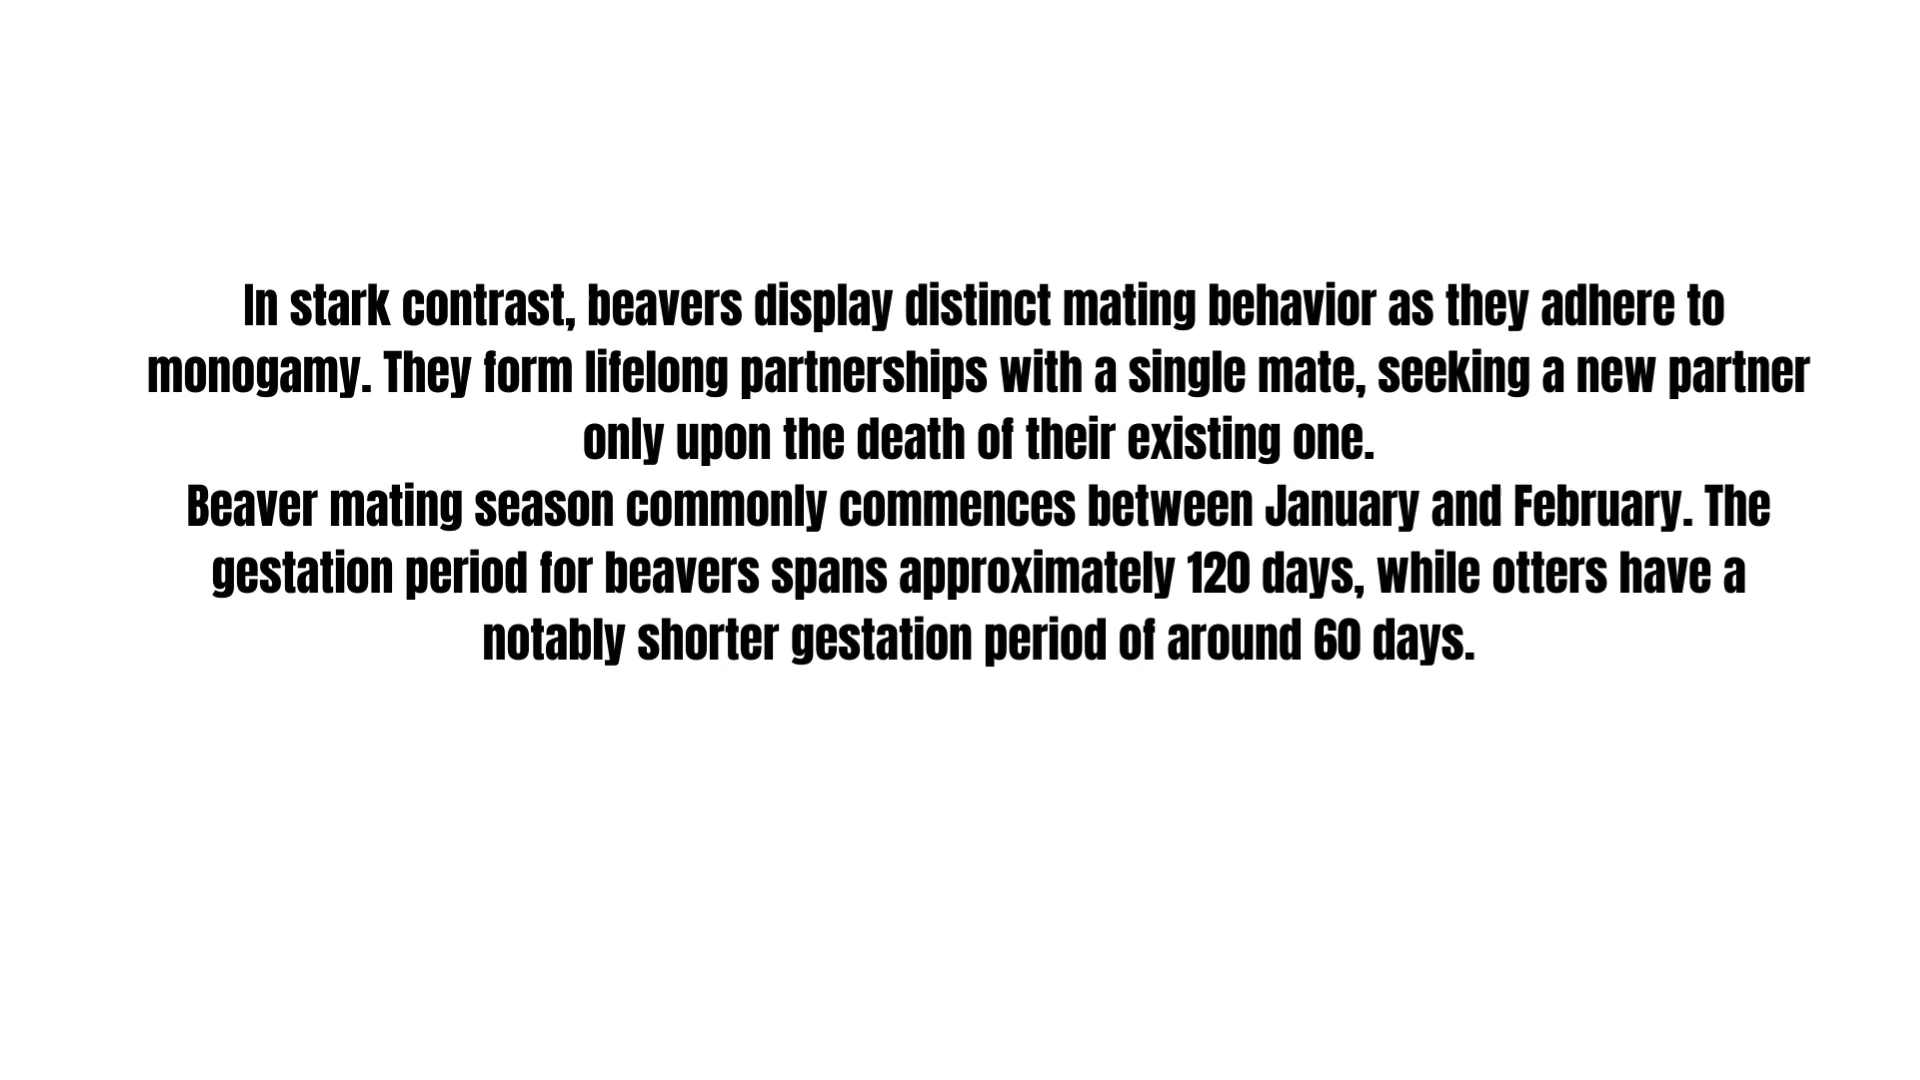 In stark contrast, beavers display distinct mating behavior as they adhere to
monogamy. They form lifelong partnerships with a single mate, seeking a new partner
only upon the death of their existing one.
Beaver mating season commonly commences between January and February. The
gestation period for beavers spans approximately 120 days, while otters have a
notably shorter gestation period of around 60 days.